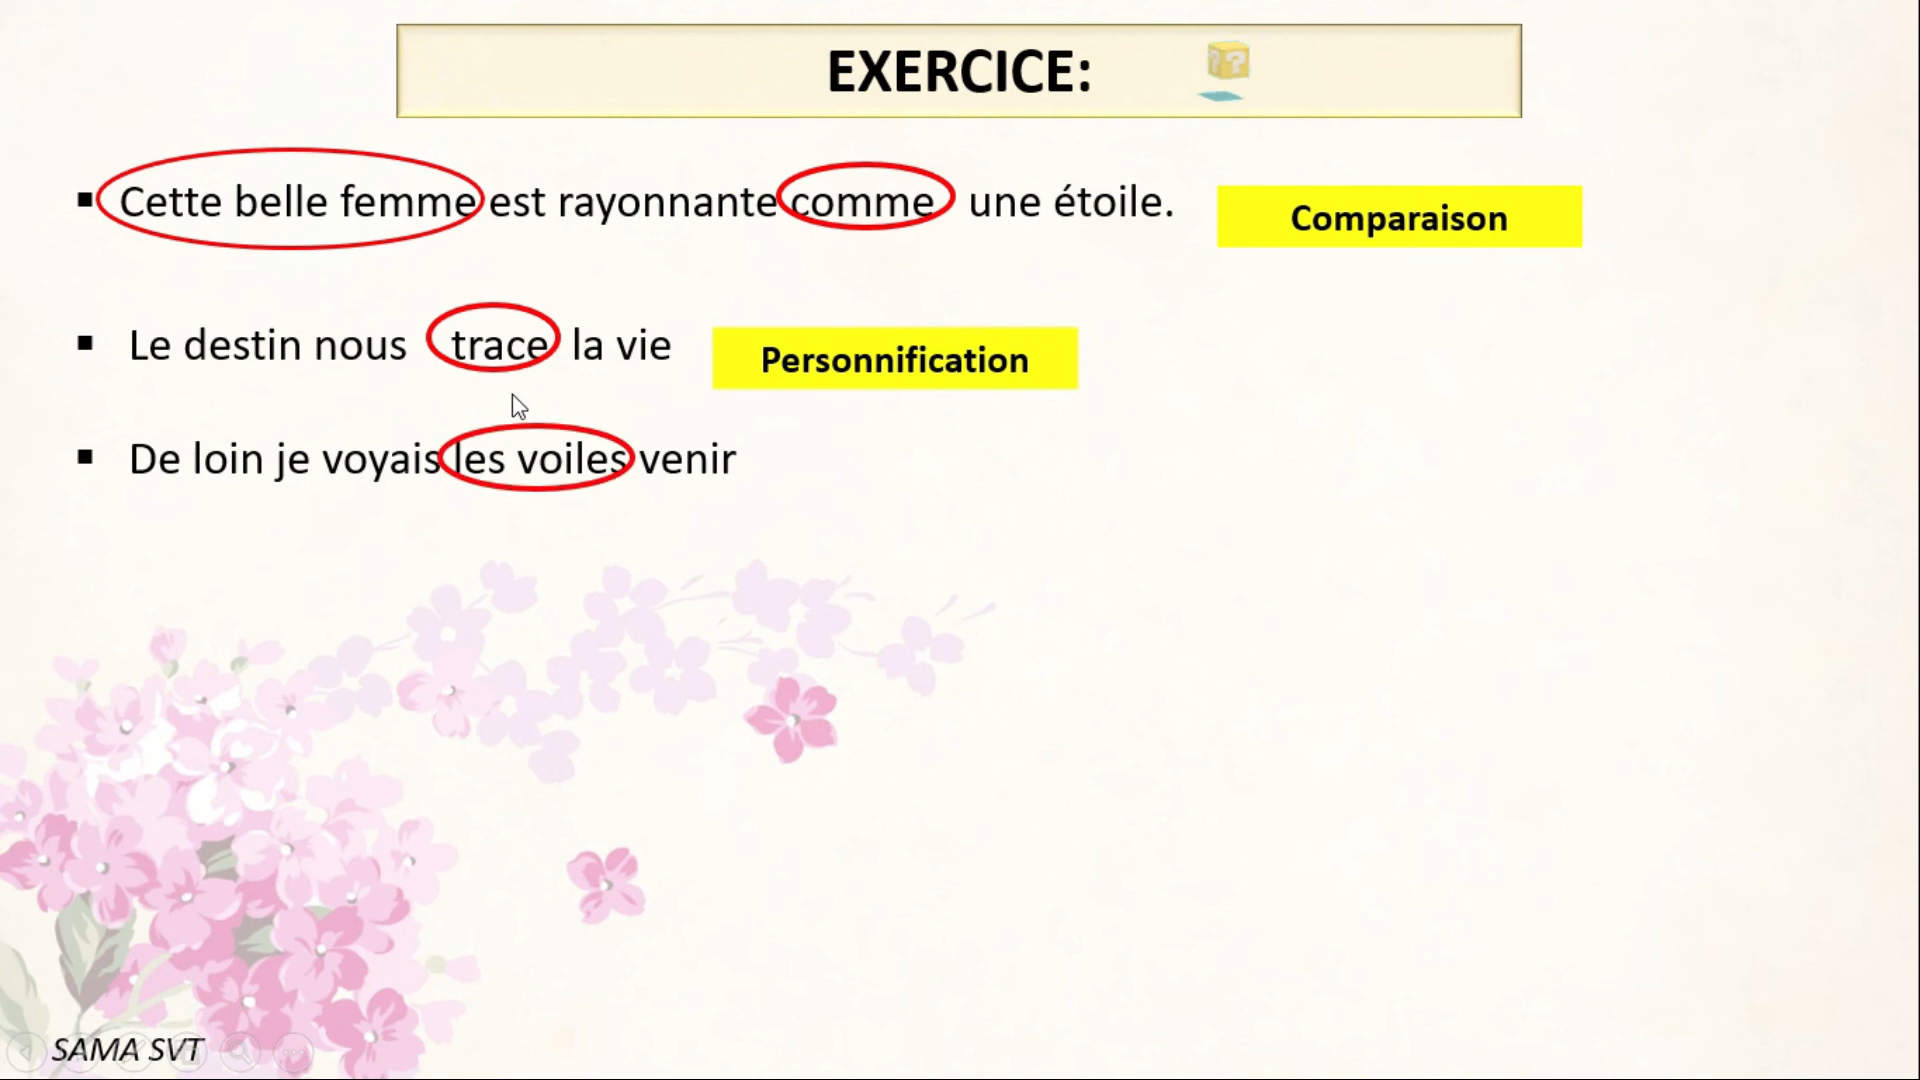 EXERCICE:
Cette belle femme est rayonnante comme une étoile.
Comparaison
Le destin nous trace la vie
Personnification
De loin je voyais les voiles venir
SAMA SVT